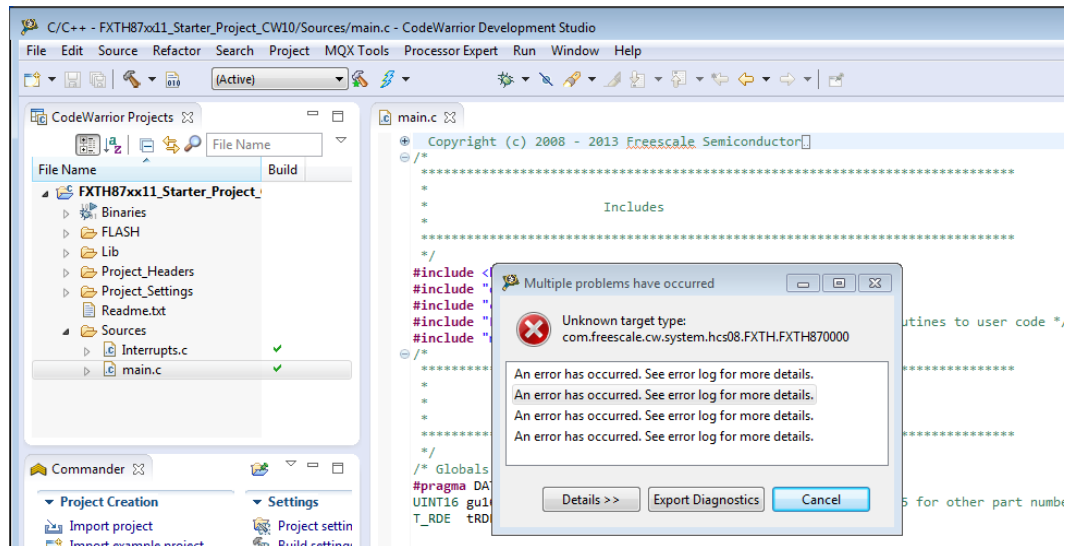 C/C++ - FXTH87xx11_Starter_Project_CW10/Sources/main.c - CodeWarrior Development Studio
File Edit Source Refactor Search Project MQX Tools Processor Expert Run Window Help
(Active)
CodeWarrior Projects
File Name
File Name Build
FXTH87xx11_Starter_Project_
Binaries
FLASH
Lib
Project_Headers
Project_Settings
Readme.txt
Sources
Interrupts.c
main.c
Commander
Project Creation
Import project
Import example project
Settings
Project settin
Build setting
main.c
Copyright (c) 2008 - 2013 Freescale Semiconductor
/*
******************************************************************************
*
* Includes
*
******************************************************************************
*/
#include <
#include "
#include "
#include " utines to user code */
#include "
/*
******************************************************************************
*
*
*
******************************************************************************
*/
/* Globals
#pragma DA
UINT16 gu1 5 for other part numbe
T_RDE tRD
Multiple problems have occurred
Unknown target type:
com.freescale.cw.system.hcs08.FXTH.FXTH870000
An error has occurred. See error log for more details.
An error has occurred. See error log for more details.
An error has occurred. See error log for more details.
An error has occurred. See error log for more details.
Details >> Export Diagnostics Cancel